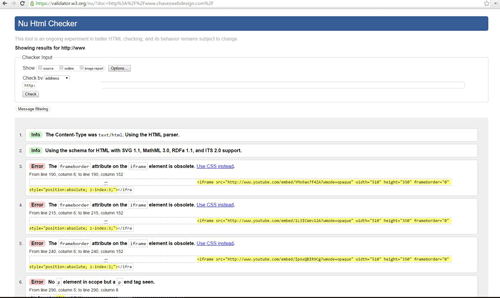 https://validator.w3.org/nu/?doc=http%3A%2F%2Fwww.chaneswebdesign.com%2F
Nu Html Checker
This tool is an ongoing experiment in better HTML checking, and its behavior remains subject to change
Showing results for http://www
Checker Input
Show source outline image report Options...
Check by address
http:
Check
Message filtering
1. Info The Content-Type was text/html. Using the HTML parser.
2. Info Using the schema for HTML with SVG 1.1, MathML 3.0, RDFa 1.1, and ITS 2.0 support.
3. Error The frameborder attribute on the iframe element is obsolete. Use CSS instead.
From line 190, column 5; to line 190, column 152
<iframe src="http://www.youtube.com/embed/ wmode=opaque" width="510" height="350" frameborder="0"
style="position:absolute; z-index:1;"></ifra
4. Error The frameborder attribute on the iframe element is obsolete. Use CSS instead.
From line 215, column 5; to line 215, column 152
<iframe src="http://www.youtube.com/embed/ wmode=opaque" width="510" height="350" frameborder="0"
style="position:absolute; z-index:1;"></ifra
5. Error The frameborder attribute on the iframe element is obsolete. Use CSS instead.
From line 240, column 5; to line 240, column 152
<iframe src="http://www.youtube.com/embed/ wmode=opaque" width="510" height="350" frameborder="0"
style="position:absolute; z-index:1;"></ifra
6. Error No p element in scope but a p end tag seen.
From line 290, column 5; to line 290, column 8